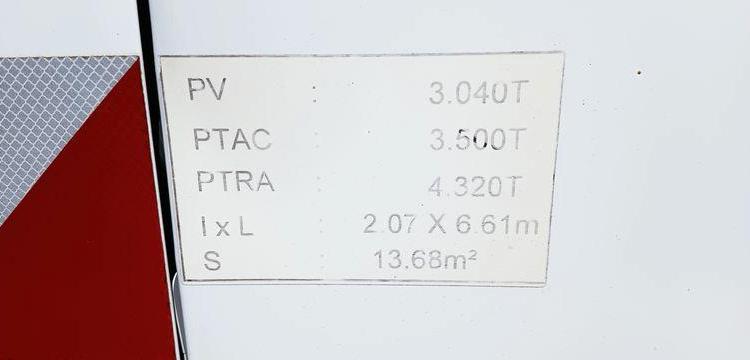 PV : 3.040T
PTAC : 3.500T
PTRA : 4.320T
l x L : 2.07 X 6.61m
S : 13.68m²